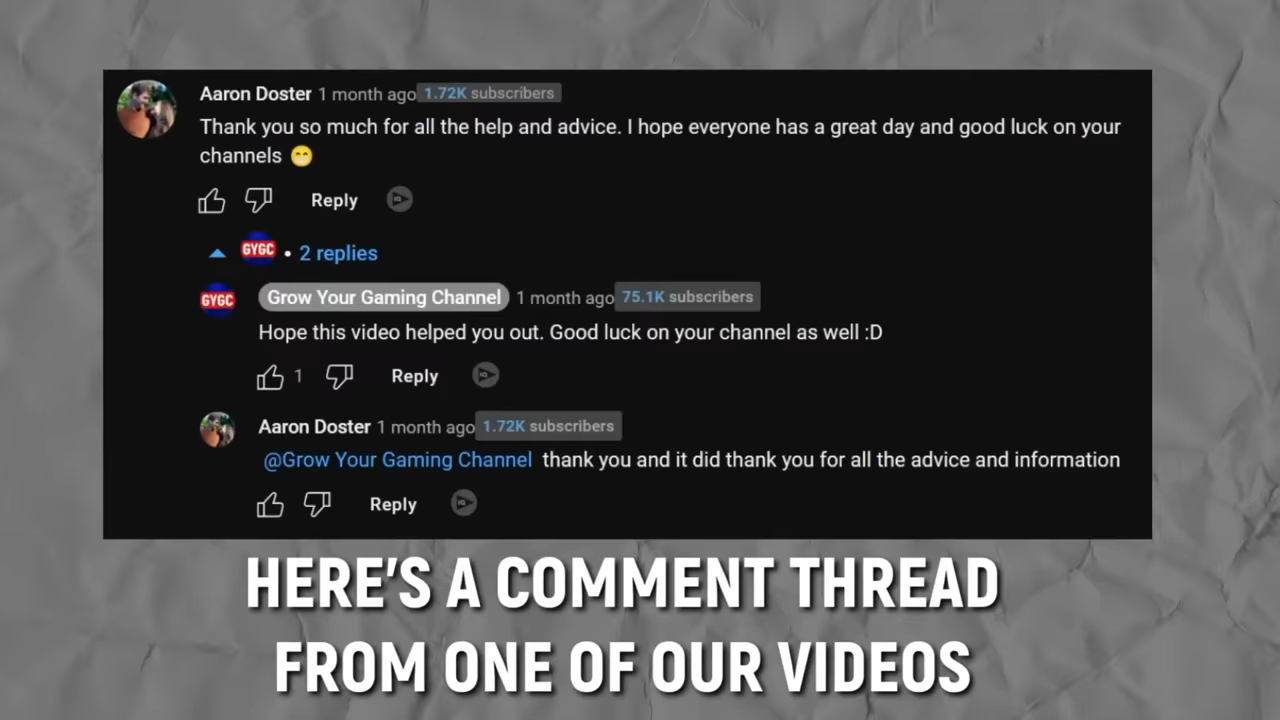 Aaron Doster 1 month ago 1.72K subscribers
Thank you so much for all the help and advice. I hope everyone has a great day and good luck on your
channels 😁
Reply
GYGC • 2 replies
GYGC Grow Your Gaming Channel 1 month ago 75.1K subscribers
Hope this video helped you out. Good luck on your channel as well :D
1 Reply
Aaron Doster 1 month ago 1.72K subscribers
@Grow Your Gaming Channel thank you and it did thank you for all the advice and information
Reply
HERE'S A COMMENT THREAD
FROM ONE OF OUR VIDEOS